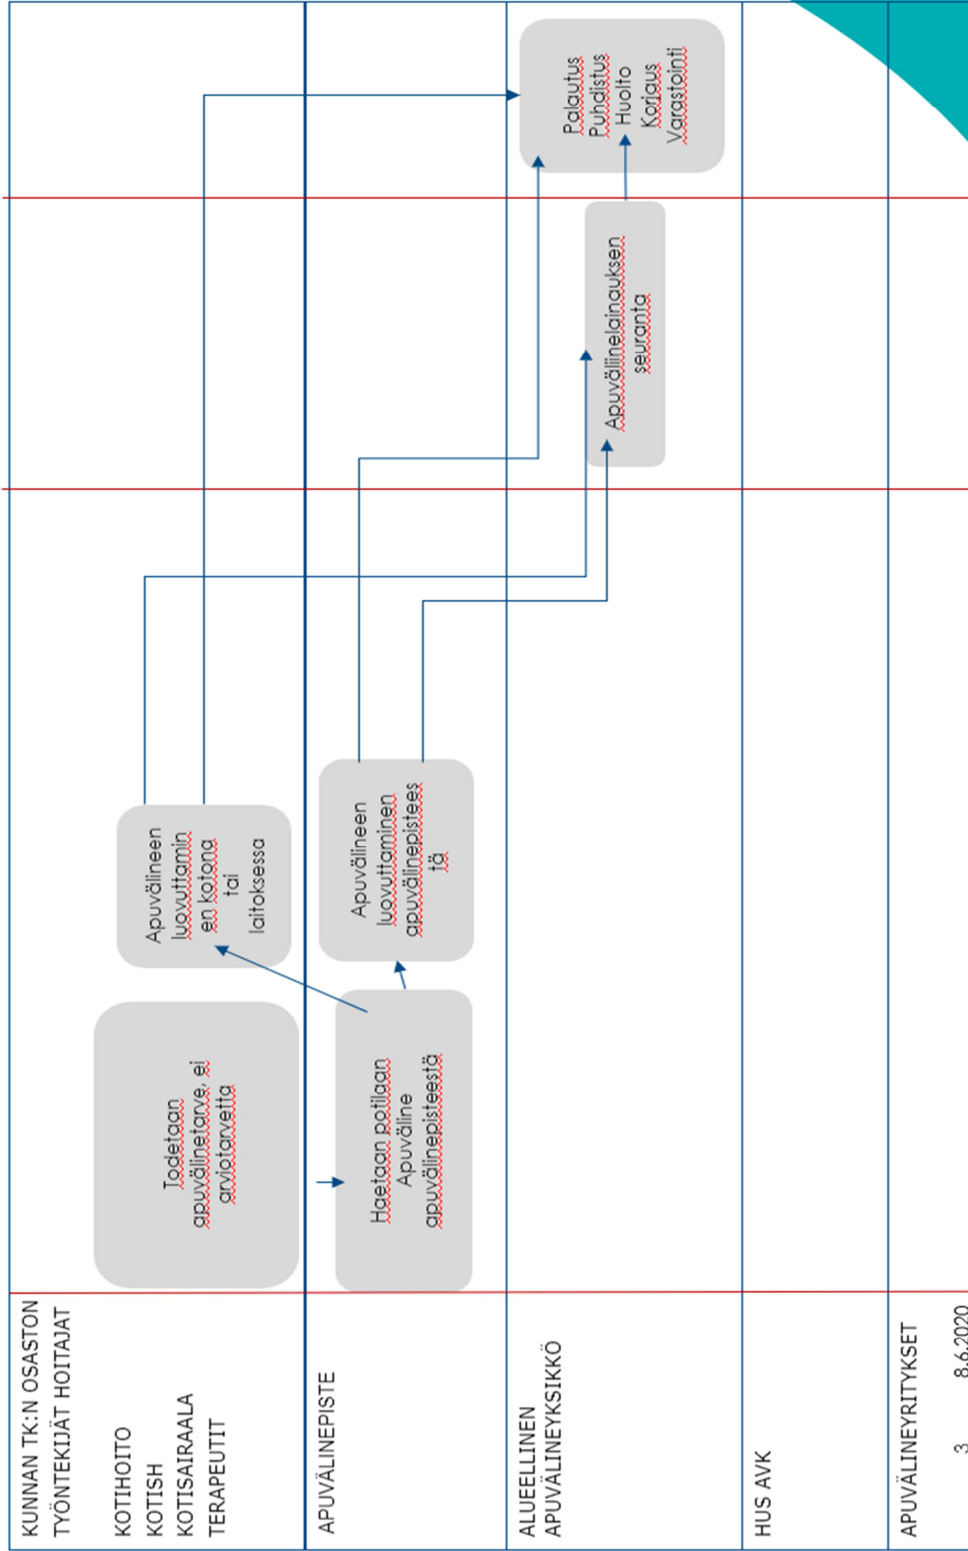 KUNNAN TK:N OSASTON
TYÖNTEKIJÄT HOITAJAT
KOTIHOITO
KOTISH
KOTISAIRAALA
TERAPEUTIT
Todetaan
apuvälinetarve, ei
arviotarvetta
Apuvälineen
luovuttamin
en kotona
tai
laitoksessa
APUVÄLINEPISTE
Haetaan potilaan
Apuväline
apuvälinepisteestä
Apuvälineen
luovuttaminen
apuvälinepistees
tä
ALUEELLINEN
APUVÄLINEYKSIKKÖ
Apuväliinelainauksen
seuranta
Palautus
Puhdistus
Huolto
Korjaus
Varastointi
HUS AVK
APUVÄLINEYRITYKSET
3 8.6.2020